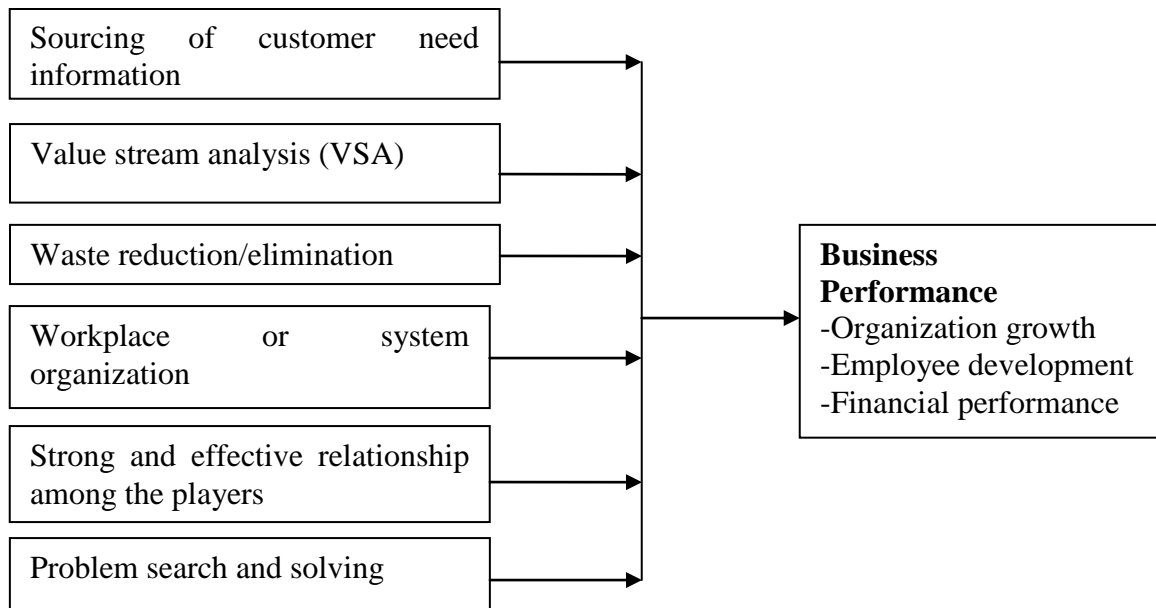 Sourcing of customer need
information
Value stream analysis (VSA)
Waste reduction/elimination
Workplace or system
organization
Strong and effective relationship
among the players
Problem search and solving
Business
Performance
-Organization growth
-Employee development
-Financial performance